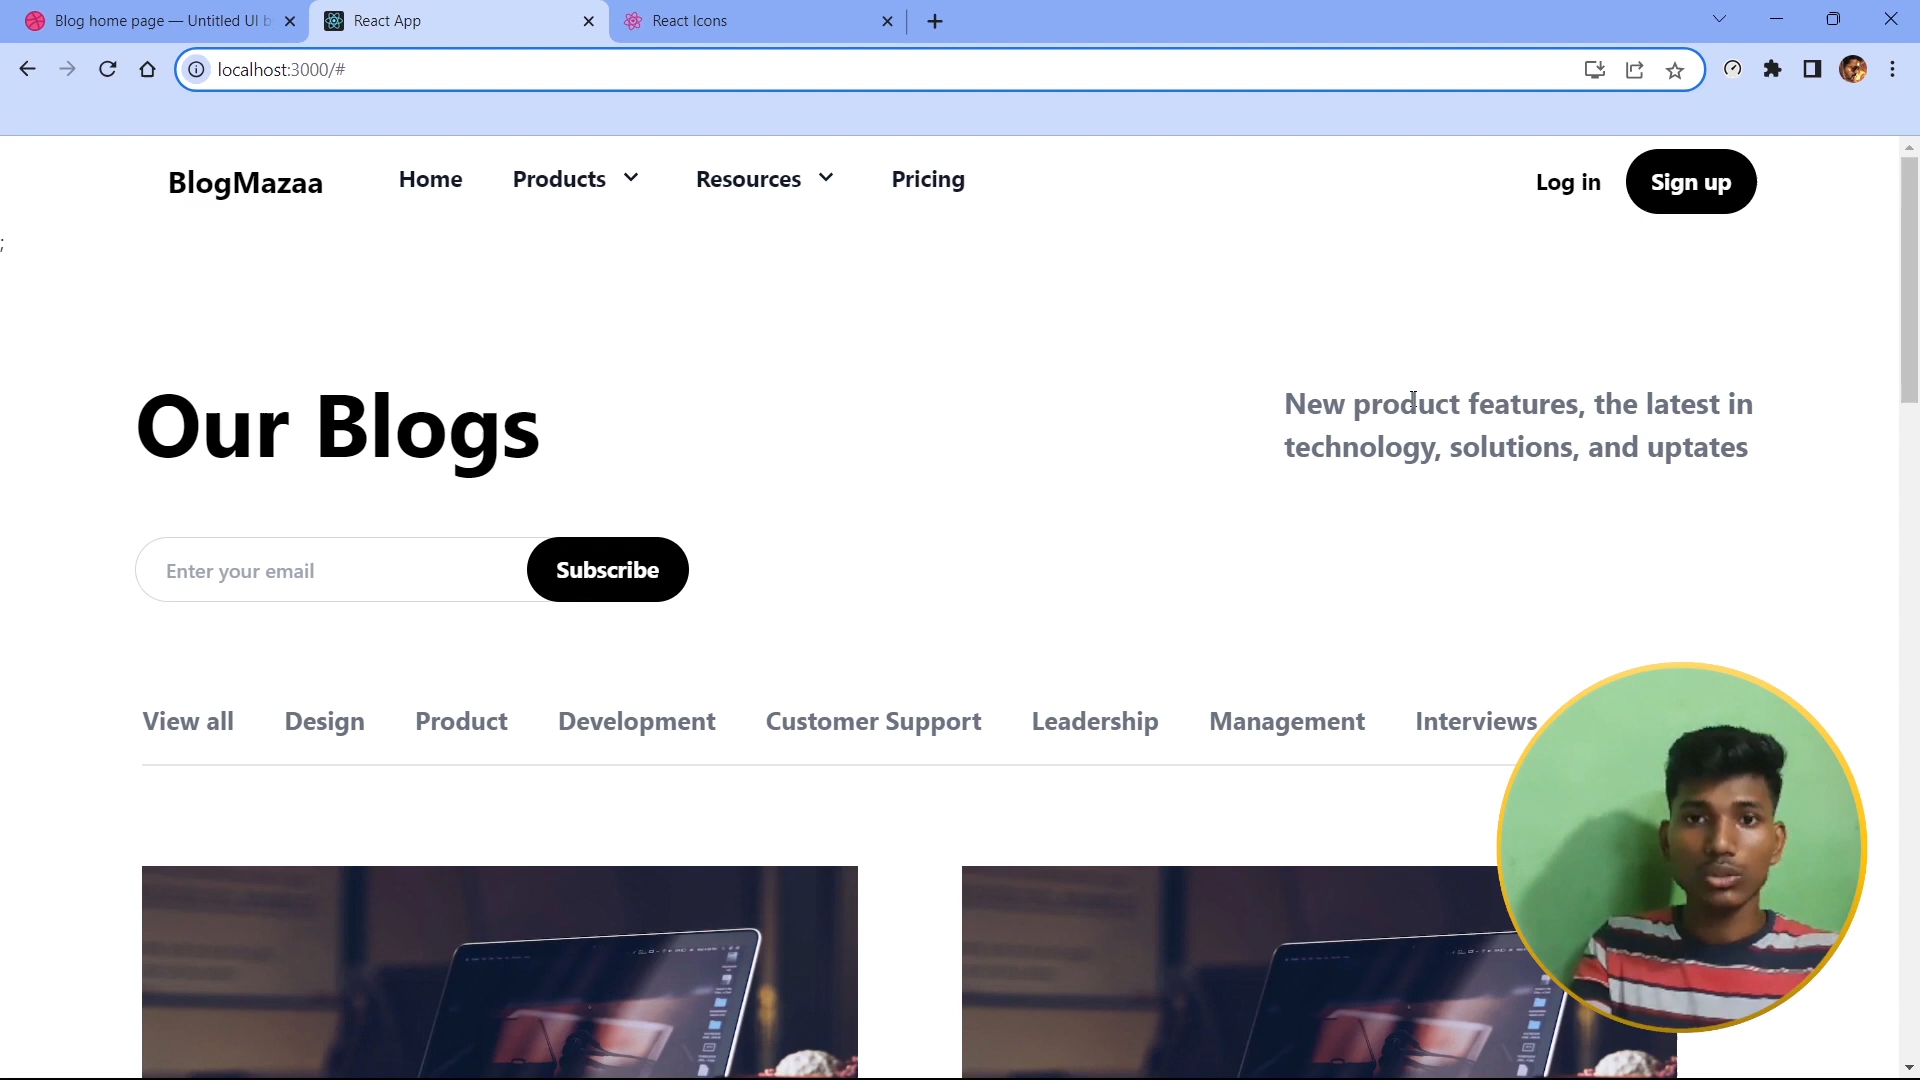 Blog home page — Untitled UI b
React App
React Icons
localhost:3000/#
BlogMazaa
Home
Products
Resources
Pricing
Log in
Sign up
;
Our Blogs
New product features, the latest in
technology, solutions, and uptates
Enter your email
Subscribe
View all
Design
Product
Development
Customer Support
Leadership
Management
Interviews